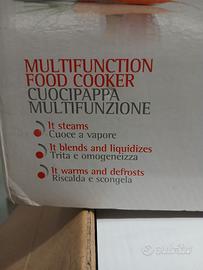 MULTIFUNCTION
FOOD COOKER
CUOCIPAPPA
MULTIFUNZIONE
It steams
Cuoce a vapore
It blends and liquidizes
Trita e omogeneizza
It warms and defrosts
Riscalda e scongela
subito